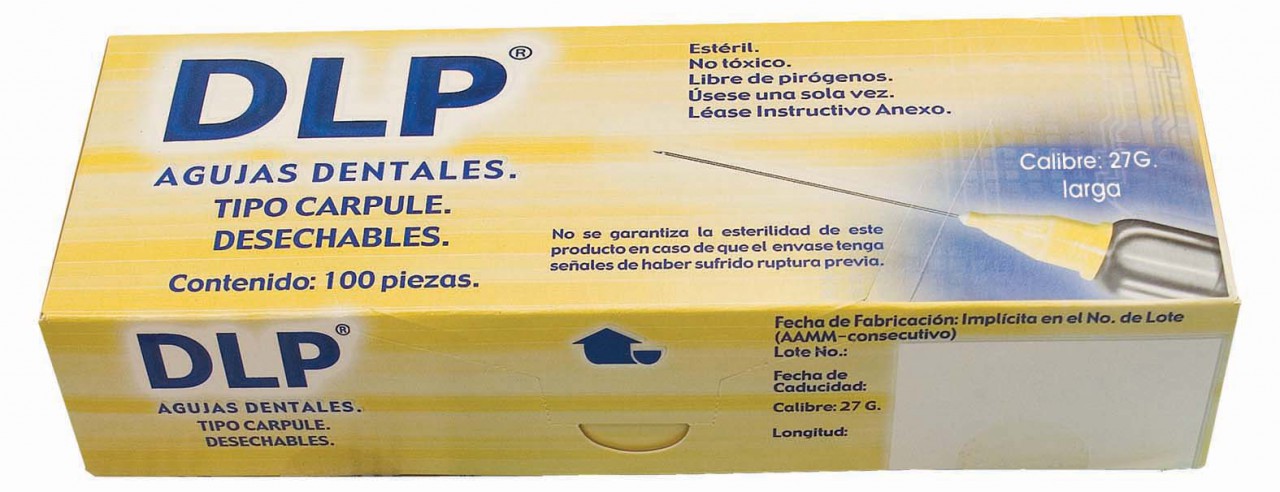 DLP®
AGUJAS DENTALES.
TIPO CARPULE.
DESECHABLES.
Contenido: 100 piezas.
Estéril.
No tóxico.
Libre de pirógenos.
Úsese una sola vez.
Léase Instructivo Anexo.
Calibre: 27G.
larga
No se garantiza la esterilidad de este
producto en caso de que el envase tenga
señales de haber sufrido ruptura previa.
DLP®
AGUJAS DENTALES.
TIPO CARPULE.
DESECHABLES.
Fecha de Fabricación: Implícita en el No. de Lote
(AAMM-consecutivo)
Lote No.:
Fecha de
Caducidad:
Calibre: 27 G.
Longitud: